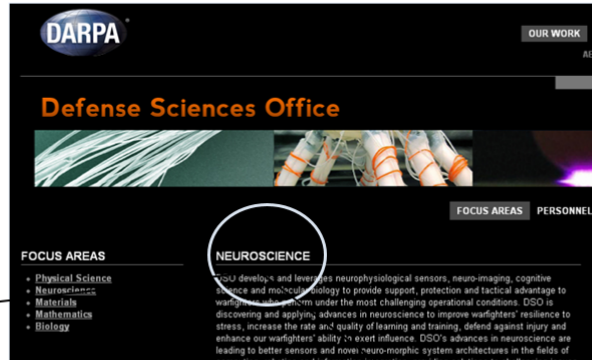 DARPA
OUR WORK
AB
Defense Sciences Office
FOCUS AREAS PERSONNEL
FOCUS AREAS
Physical Science
Neuroscience
Materials
Mathematics
Biology
NEUROSCIENCE
DSO develops and leverages neurophysiological sensors, neuro-imaging, cognitive
science and molecular biology to provide support, protection and tactical advantage to
warfighters who perform under the most challenging operational conditions. DSO is
discovering and applying advances in neuroscience to improve warfighters' resilience to
stress, increase the rate and quality of learning and training, defend against injury and
enhance our warfighters' ability to exert influence. DSO's advances in neuroscience are
leading to better sensors and novel neuro-morphic system architectures in the fields of